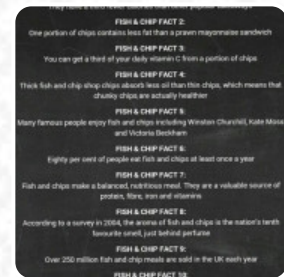 FISH & CHIP FACT 2:
One portion of chips contains less fat than a prawn mayonnaise sandwich
FISH & CHIP FACT 3:
You can get a third of your daily vitamin C from a portion of chips
FISH & CHIP FACT 4:
Thick fish and chip shop chips absorb less oil than thin chips, which means that
chunky chips are actually healthier
FISH & CHIP FACT 5:
Many famous people enjoy fish and chips including Winston Churchill, Kate Moss
and Victoria Beckham
FISH & CHIP FACT 6:
Eighty per cent of people eat fish and chips at least once a year
FISH & CHIP FACT 7:
Fish and chips make a balanced, nutritious meal. They are a valuable source of
protein, fibre, iron and vitamins
FISH & CHIP FACT 8:
According to a survey in 2004, the aroma of fish and chips is the nation's tenth
favourite smell, just behind perfume
FISH & CHIP FACT 9:
Over 250 million fish and chip meals are sold in the UK each year
FISH & CHIP FACT 10: